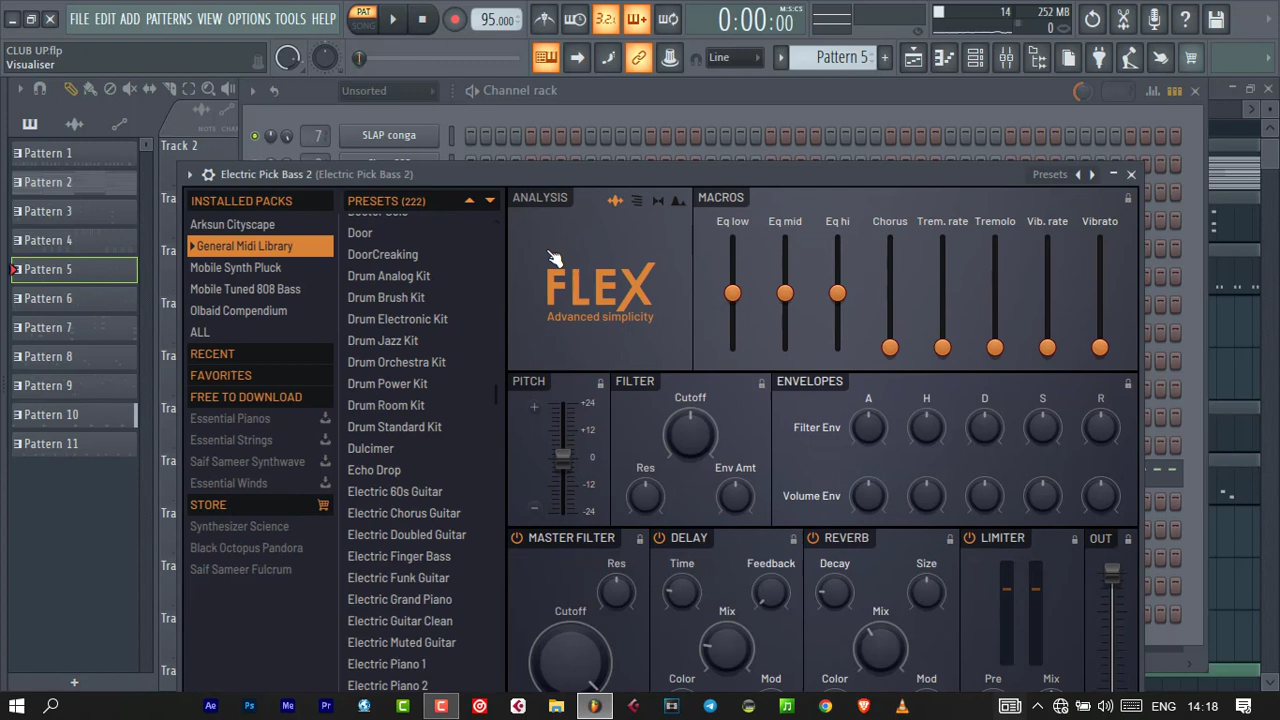 FILE EDIT ADD PATTERNS VIEW OPTIONS TOOLS HELP
PAT
SONG
95.000
3.2.
0:00:00
M:S:CS
14
252 MB
0
CLUB UP.flp
Visualiser
Line
Pattern 5
Unsorted
Channel rack
NOTE
Track 2
7
SLAP conga
Pattern 1
Pattern 2
Pattern 3
Pattern 4
Pattern 5
Pattern 6
Pattern 7
Pattern 8
Pattern 9
Pattern 10
Pattern 11
Electric Pick Bass 2 (Electric Pick Bass 2)
Presets
INSTALLED PACKS
Arksun Cityscape
General Midi Library
Mobile Synth Pluck
Mobile Tuned 808 Bass
Olbaid Compendium
ALL
RECENT
FAVORITES
FREE TO DOWNLOAD
Essential Pianos
Essential Strings
Saif Sameer Synthwave
Essential Winds
STORE
Synthesizer Science
Black Octopus Pandora
Saif Sameer Fulcrum
PRESETS (222)
Door
DoorCreaking
Drum Analog Kit
Drum Brush Kit
Drum Electronic Kit
Drum Jazz Kit
Drum Orchestra Kit
Drum Power Kit
Drum Room Kit
Drum Standard Kit
Dulcimer
Echo Drop
Electric 60s Guitar
Electric Chorus Guitar
Electric Doubled Guitar
Electric Finger Bass
Electric Funk Guitar
Electric Grand Piano
Electric Guitar Clean
Electric Muted Guitar
Electric Piano 1
Electric Piano 2
ANALYSIS
FLEX
Advanced simplicity
MACROS
Eq low
Eq mid
Eq hi
Chorus
Trem. rate
Tremolo
Vib. rate
Vibrato
PITCH
+24
+12
0
-12
-24
FILTER
Cutoff
Res
Env Amt
ENVELOPES
A
H
D
S
R
Filter Env
Volume Env
MASTER FILTER
Res
Cutoff
DELAY
Time
Feedback
Mix
Color
Mod
REVERB
Decay
Size
Mix
Color
Mod
LIMITER
Pre
Mix
OUT
ENG
14:18